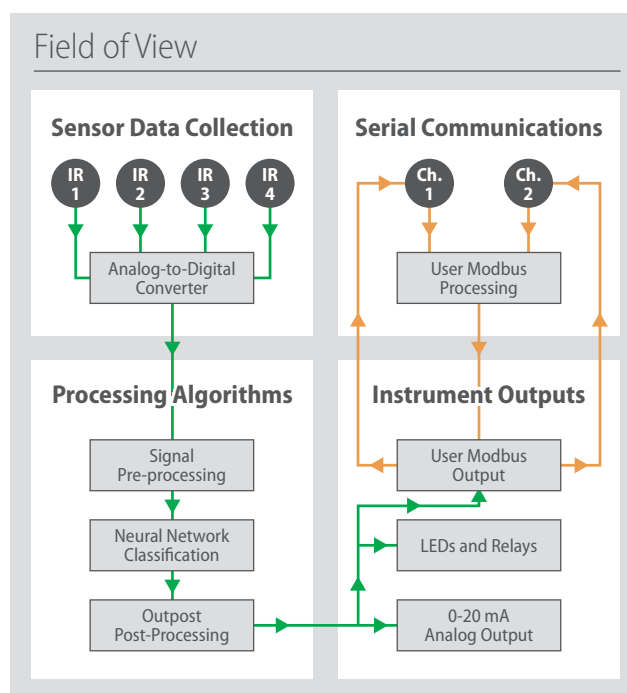 Field of View
Sensor Data Collection
IR
1
IR
2
IR
3
IR
4
Analog-to-Digital
Converter
Serial Communications
Ch.
1
Ch.
2
User Modbus
Processing
Processing Algorithms
Signal
Pre-processing
Neural Network
Classification
Outpost
Post-Processing
Instrument Outputs
User Modbus
Output
LEDs and Relays
0-20 mA
Analog Output